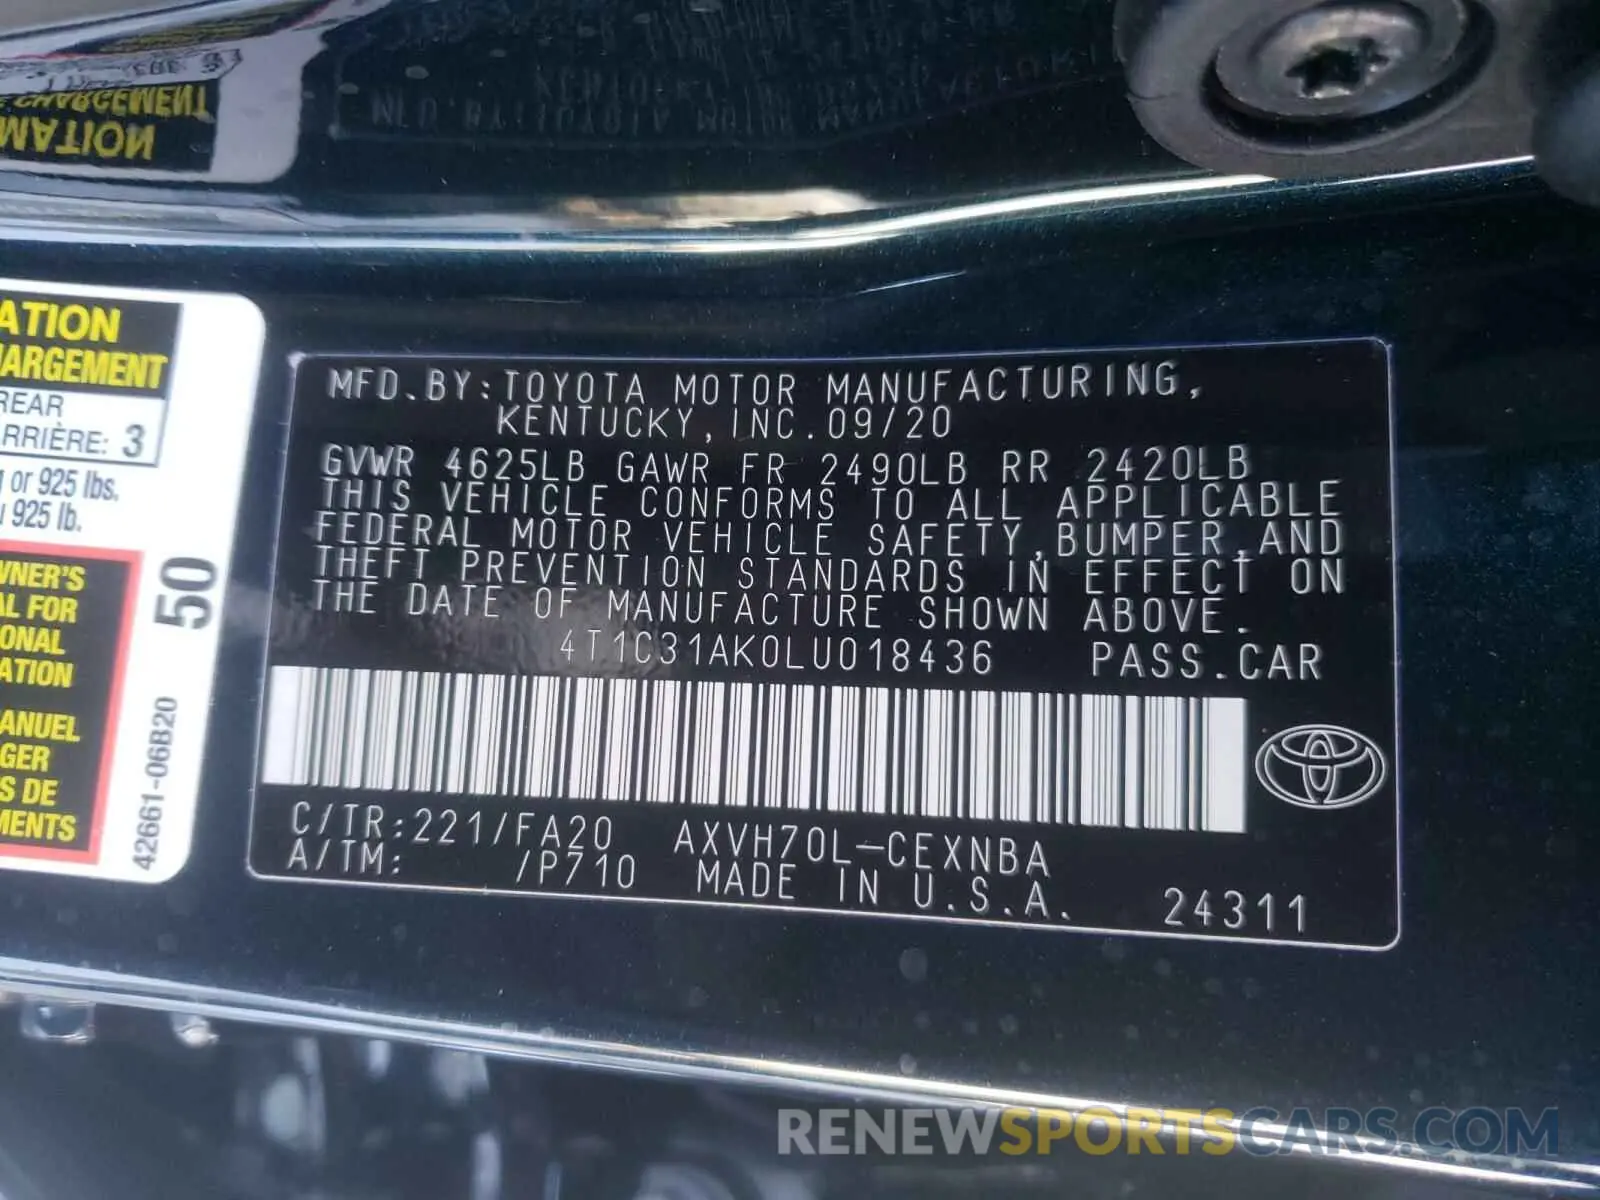 CHARGEMENT
MATION
ATION
HARGEMENT
REAR
ARRIÈRE: 3
or 925 lbs.
925 lb.
WNER'S
AL FOR
IONAL
ATION
ANUEL
GER
S DE
MENTS
50
42661-06B20
MFD.BY:TOYOTA MOTOR MANUFACTURING,
KENTUCKY,INC.09/20
GVWR 4625LB GAWR FR 2490LB RR 2420LB
THIS VEHICLE CONFORMS TO ALL APPLICABLE
FEDERAL MOTOR VEHICLE SAFETY,BUMPER,AND
THEFT PREVENTION STANDARDS IN EFFECT ON
THE DATE OF MANUFACTURE SHOWN ABOVE.
4T1C31AK0LU018436 PASS.CAR
C/TR:221/FA20 AXVH70L-CEXNBA
A/TM: /P710 MADE IN U.S.A. 24311
RENEWSPORTSCARS.COM